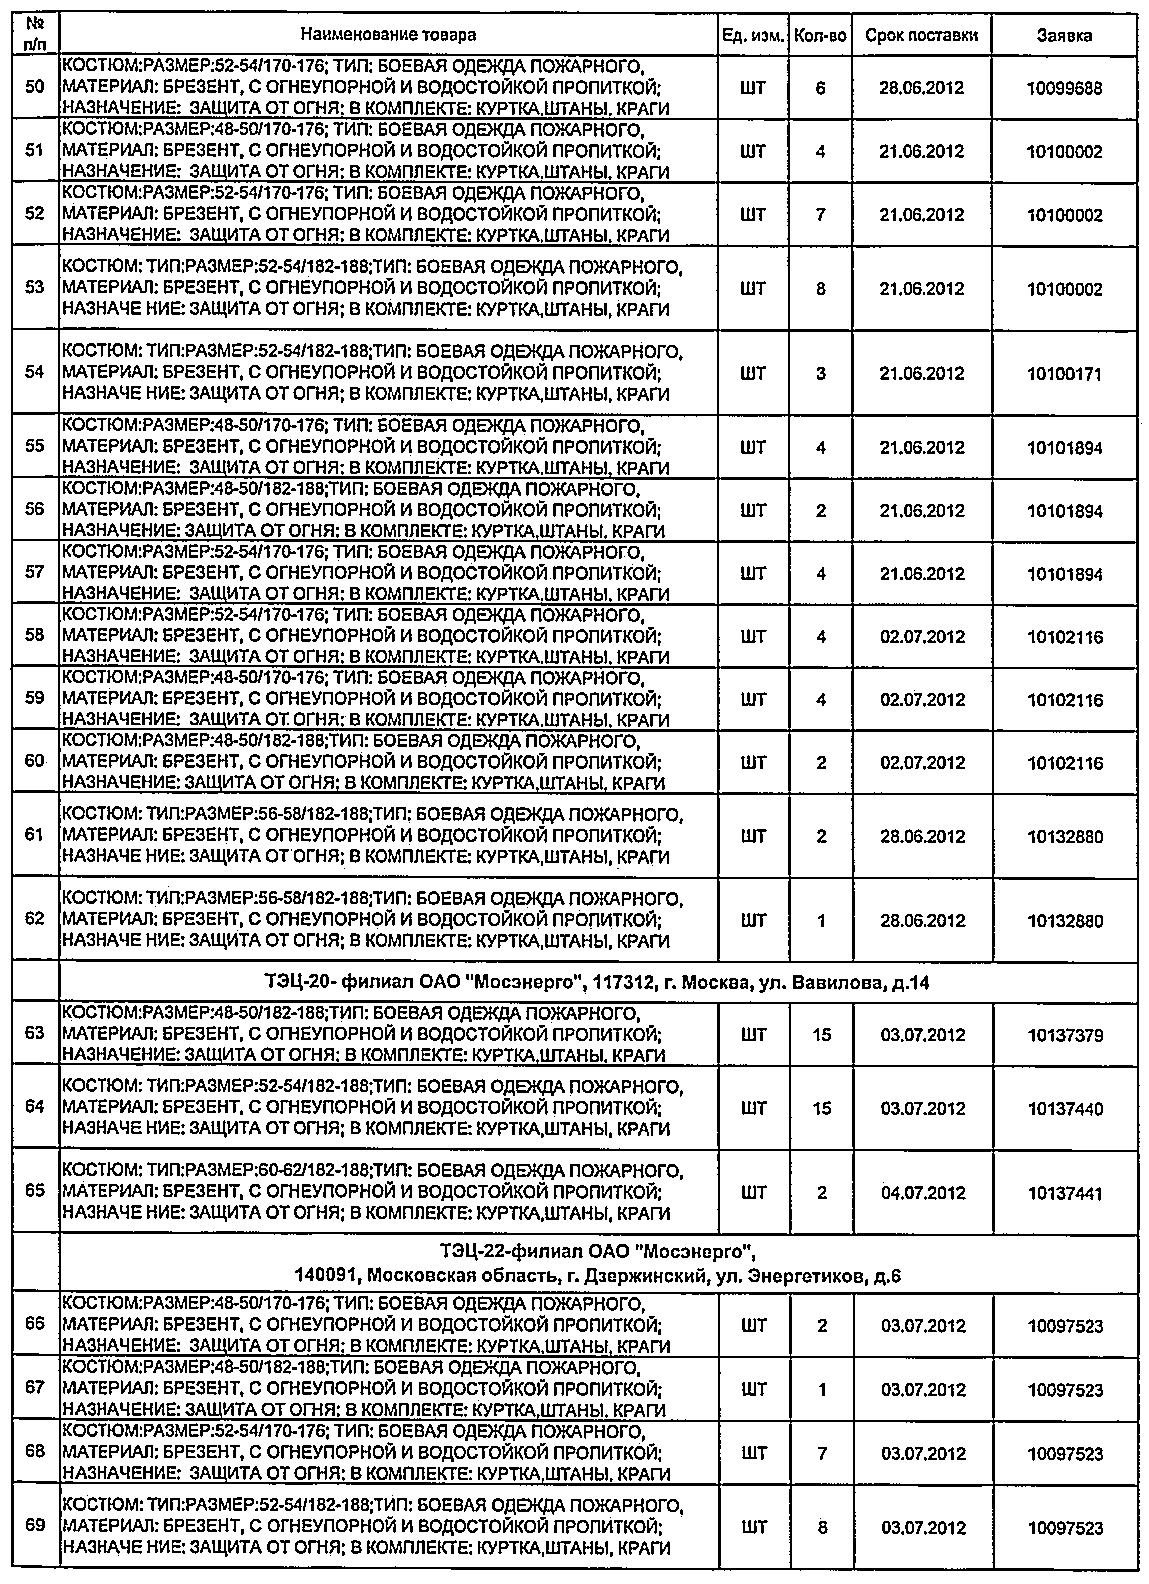 № п/п Наименование товара Ед. изм. Кол-во Срок поставки Заявка
КОСТЮМ:РАЗМЕР:52-54/170-176; ТИП: БОЕВАЯ ОДЕЖДА ПОЖАРНОГО,
50 МАТЕРИАЛ: БРЕЗЕНТ, С ОГНЕУПОРНОЙ И ВОДОСТОЙКОЙ ПРОПИТКОЙ; ШТ 6 28.06.2012 10099688
НАЗНАЧЕНИЕ: ЗАЩИТА ОТ ОГНЯ; В КОМПЛЕКТЕ: КУРТКА,ШТАНЫ, КРАГИ
КОСТЮМ:РАЗМЕР:48-50/170-176; ТИП: БОЕВАЯ ОДЕЖДА ПОЖАРНОГО,
51 МАТЕРИАЛ: БРЕЗЕНТ, С ОГНЕУПОРНОЙ И ВОДОСТОЙКОЙ ПРОПИТКОЙ; ШТ 4 21.06.2012 10100002
НАЗНАЧЕНИЕ: ЗАЩИТА ОТ ОГНЯ; В КОМПЛЕКТЕ: КУРТКА,ШТАНЫ, КРАГИ
КОСТЮМ:РАЗМЕР:52-54/170-176; ТИП: БОЕВАЯ ОДЕЖДА ПОЖАРНОГО,
52 МАТЕРИАЛ: БРЕЗЕНТ, С ОГНЕУПОРНОЙ И ВОДОСТОЙКОЙ ПРОПИТКОЙ; ШТ 7 21.06.2012 10100002
НАЗНАЧЕНИЕ: ЗАЩИТА ОТ ОГНЯ; В КОМПЛЕКТЕ: КУРТКА,ШТАНЫ, КРАГИ
КОСТЮМ: ТИП:РАЗМЕР:52-54/182-188;ТИП: БОЕВАЯ ОДЕЖДА ПОЖАРНОГО,
53 МАТЕРИАЛ: БРЕЗЕНТ, С ОГНЕУПОРНОЙ И ВОДОСТОЙКОЙ ПРОПИТКОЙ; ШТ 8 21.06.2012 10100002
НАЗНАЧЕ НИЕ: ЗАЩИТА ОТ ОГНЯ; В КОМПЛЕКТЕ: КУРТКА,ШТАНЫ, КРАГИ
КОСТЮМ: ТИП:РАЗМЕР:52-54/182-188;ТИП: БОЕВАЯ ОДЕЖДА ПОЖАРНОГО,
54 МАТЕРИАЛ: БРЕЗЕНТ, С ОГНЕУПОРНОЙ И ВОДОСТОЙКОЙ ПРОПИТКОЙ; ШТ 3 21.06.2012 10100171
НАЗНАЧЕ НИЕ: ЗАЩИТА ОТ ОГНЯ; В КОМПЛЕКТЕ: КУРТКА,ШТАНЫ, КРАГИ
КОСТЮМ:РАЗМЕР:48-50/170-176; ТИП: БОЕВАЯ ОДЕЖДА ПОЖАРНОГО,
55 МАТЕРИАЛ: БРЕЗЕНТ, С ОГНЕУПОРНОЙ И ВОДОСТОЙКОЙ ПРОПИТКОЙ; ШТ 4 21.06.2012 10101894
НАЗНАЧЕНИЕ: ЗАЩИТА ОТ ОГНЯ; В КОМПЛЕКТЕ: КУРТКА,ШТАНЫ, КРАГИ
КОСТЮМ:РАЗМЕР:48-50/182-188;ТИП: БОЕВАЯ ОДЕЖДА ПОЖАРНОГО,
56 МАТЕРИАЛ: БРЕЗЕНТ, С ОГНЕУПОРНОЙ И ВОДОСТОЙКОЙ ПРОПИТКОЙ; ШТ 2 21.06.2012 10101894
НАЗНАЧЕНИЕ: ЗАЩИТА ОТ ОГНЯ; В КОМПЛЕКТЕ: КУРТКА,ШТАНЫ, КРАГИ
КОСТЮМ:РАЗМЕР:52-54/170-176; ТИП: БОЕВАЯ ОДЕЖДА ПОЖАРНОГО,
57 МАТЕРИАЛ: БРЕЗЕНТ, С ОГНЕУПОРНОЙ И ВОДОСТОЙКОЙ ПРОПИТКОЙ; ШТ 4 21.06.2012 10101894
НАЗНАЧЕНИЕ: ЗАЩИТА ОТ ОГНЯ; В КОМПЛЕКТЕ: КУРТКА,ШТАНЫ, КРАГИ
КОСТЮМ:РАЗМЕР:52-54/170-176; ТИП: БОЕВАЯ ОДЕЖДА ПОЖАРНОГО,
58 МАТЕРИАЛ: БРЕЗЕНТ, С ОГНЕУПОРНОЙ И ВОДОСТОЙКОЙ ПРОПИТКОЙ; ШТ 4 02.07.2012 10102116
НАЗНАЧЕНИЕ: ЗАЩИТА ОТ ОГНЯ; В КОМПЛЕКТЕ: КУРТКА,ШТАНЫ, КРАГИ
КОСТЮМ:РАЗМЕР:48-50/170-176; ТИП: БОЕВАЯ ОДЕЖДА ПОЖАРНОГО,
59 МАТЕРИАЛ: БРЕЗЕНТ, С ОГНЕУПОРНОЙ И ВОДОСТОЙКОЙ ПРОПИТКОЙ; ШТ 4 02.07.2012 10102116
НАЗНАЧЕНИЕ: ЗАЩИТА ОТ ОГНЯ; В КОМПЛЕКТЕ: КУРТКА,ШТАНЫ, КРАГИ
КОСТЮМ:РАЗМЕР:48-50/182-188;ТИП: БОЕВАЯ ОДЕЖДА ПОЖАРНОГО,
60 МАТЕРИАЛ: БРЕЗЕНТ, С ОГНЕУПОРНОЙ И ВОДОСТОЙКОЙ ПРОПИТКОЙ; ШТ 2 02.07.2012 10102116
НАЗНАЧЕНИЕ: ЗАЩИТА ОТ ОГНЯ; В КОМПЛЕКТЕ: КУРТКА,ШТАНЫ, КРАГИ
КОСТЮМ: ТИП:РАЗМЕР:56-58/182-188;ТИП: БОЕВАЯ ОДЕЖДА ПОЖАРНОГО,
61 МАТЕРИАЛ: БРЕЗЕНТ, С ОГНЕУПОРНОЙ И ВОДОСТОЙКОЙ ПРОПИТКОЙ; ШТ 2 28.06.2012 10132880
НАЗНАЧЕ НИЕ: ЗАЩИТА ОТ ОГНЯ; В КОМПЛЕКТЕ: КУРТКА,ШТАНЫ, КРАГИ
КОСТЮМ: ТИП:РАЗМЕР:56-58/182-188;ТИП: БОЕВАЯ ОДЕЖДА ПОЖАРНОГО,
62 МАТЕРИАЛ: БРЕЗЕНТ, С ОГНЕУПОРНОЙ И ВОДОСТОЙКОЙ ПРОПИТКОЙ; ШТ 1 28.06.2012 10132880
НАЗНАЧЕ НИЕ: ЗАЩИТА ОТ ОГНЯ; В КОМПЛЕКТЕ: КУРТКА,ШТАНЫ, КРАГИ
ТЭЦ-20- филиал ОАО "Мосэнерго", 117312, г. Москва, ул. Вавилова, д.14
КОСТЮМ:РАЗМЕР:48-50/182-188;ТИП: БОЕВАЯ ОДЕЖДА ПОЖАРНОГО,
63 МАТЕРИАЛ: БРЕЗЕНТ, С ОГНЕУПОРНОЙ И ВОДОСТОЙКОЙ ПРОПИТКОЙ; ШТ 15 03.07.2012 10137379
НАЗНАЧЕНИЕ: ЗАЩИТА ОТ ОГНЯ; В КОМПЛЕКТЕ: КУРТКА,ШТАНЫ, КРАГИ
КОСТЮМ: ТИП:РАЗМЕР:52-54/182-188;ТИП: БОЕВАЯ ОДЕЖДА ПОЖАРНОГО,
64 МАТЕРИАЛ: БРЕЗЕНТ, С ОГНЕУПОРНОЙ И ВОДОСТОЙКОЙ ПРОПИТКОЙ; ШТ 15 03.07.2012 10137440
НАЗНАЧЕ НИЕ: ЗАЩИТА ОТ ОГНЯ; В КОМПЛЕКТЕ: КУРТКА,ШТАНЫ, КРАГИ
КОСТЮМ: ТИП:РАЗМЕР:60-62/182-188;ТИП: БОЕВАЯ ОДЕЖДА ПОЖАРНОГО,
65 МАТЕРИАЛ: БРЕЗЕНТ, С ОГНЕУПОРНОЙ И ВОДОСТОЙКОЙ ПРОПИТКОЙ; ШТ 2 04.07.2012 10137441
НАЗНАЧЕ НИЕ: ЗАЩИТА ОТ ОГНЯ; В КОМПЛЕКТЕ: КУРТКА,ШТАНЫ, КРАГИ
ТЭЦ-22-филиал ОАО "Мосэнерго",
140091, Московская область, г. Дзержинский, ул. Энергетиков, д.6
КОСТЮМ:РАЗМЕР:48-50/170-176; ТИП: БОЕВАЯ ОДЕЖДА ПОЖАРНОГО,
66 МАТЕРИАЛ: БРЕЗЕНТ, С ОГНЕУПОРНОЙ И ВОДОСТОЙКОЙ ПРОПИТКОЙ; ШТ 2 03.07.2012 10097523
НАЗНАЧЕНИЕ: ЗАЩИТА ОТ ОГНЯ; В КОМПЛЕКТЕ: КУРТКА,ШТАНЫ, КРАГИ
КОСТЮМ:РАЗМЕР:48-50/182-188;ТИП: БОЕВАЯ ОДЕЖДА ПОЖАРНОГО,
67 МАТЕРИАЛ: БРЕЗЕНТ, С ОГНЕУПОРНОЙ И ВОДОСТОЙКОЙ ПРОПИТКОЙ; ШТ 1 03.07.2012 10097523
НАЗНАЧЕНИЕ: ЗАЩИТА ОТ ОГНЯ; В КОМПЛЕКТЕ: КУРТКА,ШТАНЫ, КРАГИ
КОСТЮМ:РАЗМЕР:52-54/170-176; ТИП: БОЕВАЯ ОДЕЖДА ПОЖАРНОГО,
68 МАТЕРИАЛ: БРЕЗЕНТ, С ОГНЕУПОРНОЙ И ВОДОСТОЙКОЙ ПРОПИТКОЙ; ШТ 7 03.07.2012 10097523
НАЗНАЧЕНИЕ: ЗАЩИТА ОТ ОГНЯ; В КОМПЛЕКТЕ: КУРТКА,ШТАНЫ, КРАГИ
КОСТЮМ: ТИП:РАЗМЕР:52-54/182-188;ТИП: БОЕВАЯ ОДЕЖДА ПОЖАРНОГО,
69 МАТЕРИАЛ: БРЕЗЕНТ, С ОГНЕУПОРНОЙ И ВОДОСТОЙКОЙ ПРОПИТКОЙ; ШТ 8 03.07.2012 10097523
НАЗНАЧЕ НИЕ: ЗАЩИТА ОТ ОГНЯ; В КОМПЛЕКТЕ: КУРТКА,ШТАНЫ, КРАГИ